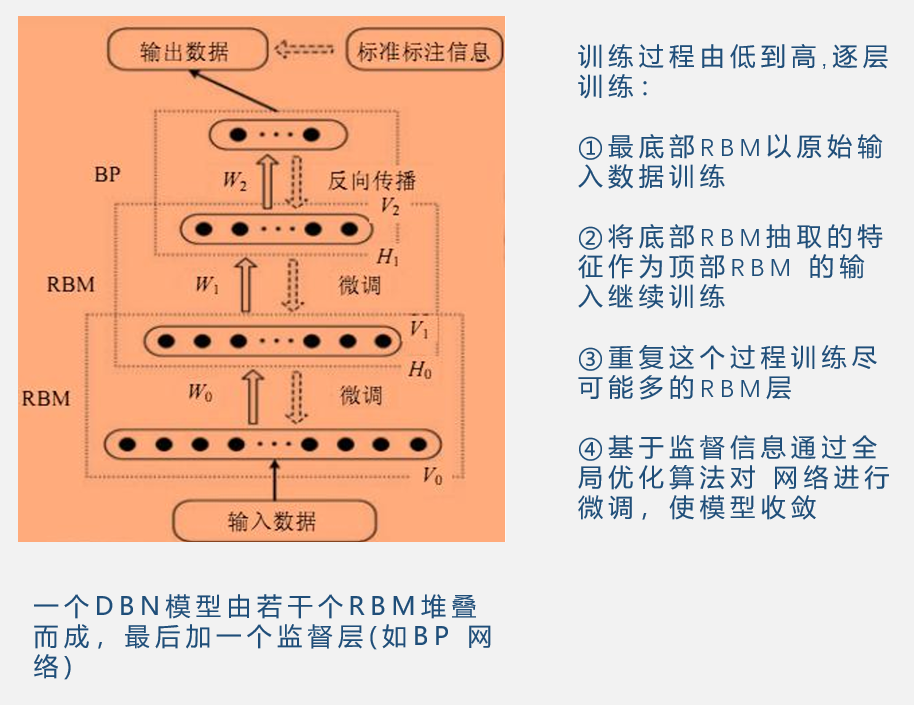 输出数据
标准标注信息
BP
W2
反向传播
V2
H1
RBM
W1
微调
V1
H0
RBM
W0
微调
V0
输入数据
训练过程由低到高,逐层
训练：
①最底部RBM以原始输
入数据训练
②将底部RBM抽取的特
征作为顶部RBM 的输
入继续训练
③重复这个过程训练尽
可能多的RBM层
④基于监督信息通过全
局优化算法对 网络进行
微调，使模型收敛
一个DBN模型由若干个RBM堆叠
而成，最后加一个监督层(如BP 网
络)